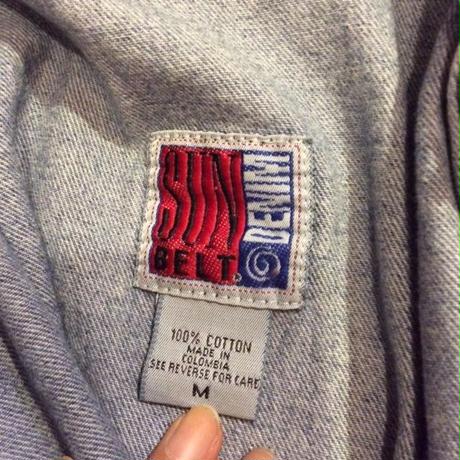 SUN
BELT
DENIM
100% COTTON
MADE IN
COLOMBIA
SEE REVERSE FOR CARE
M